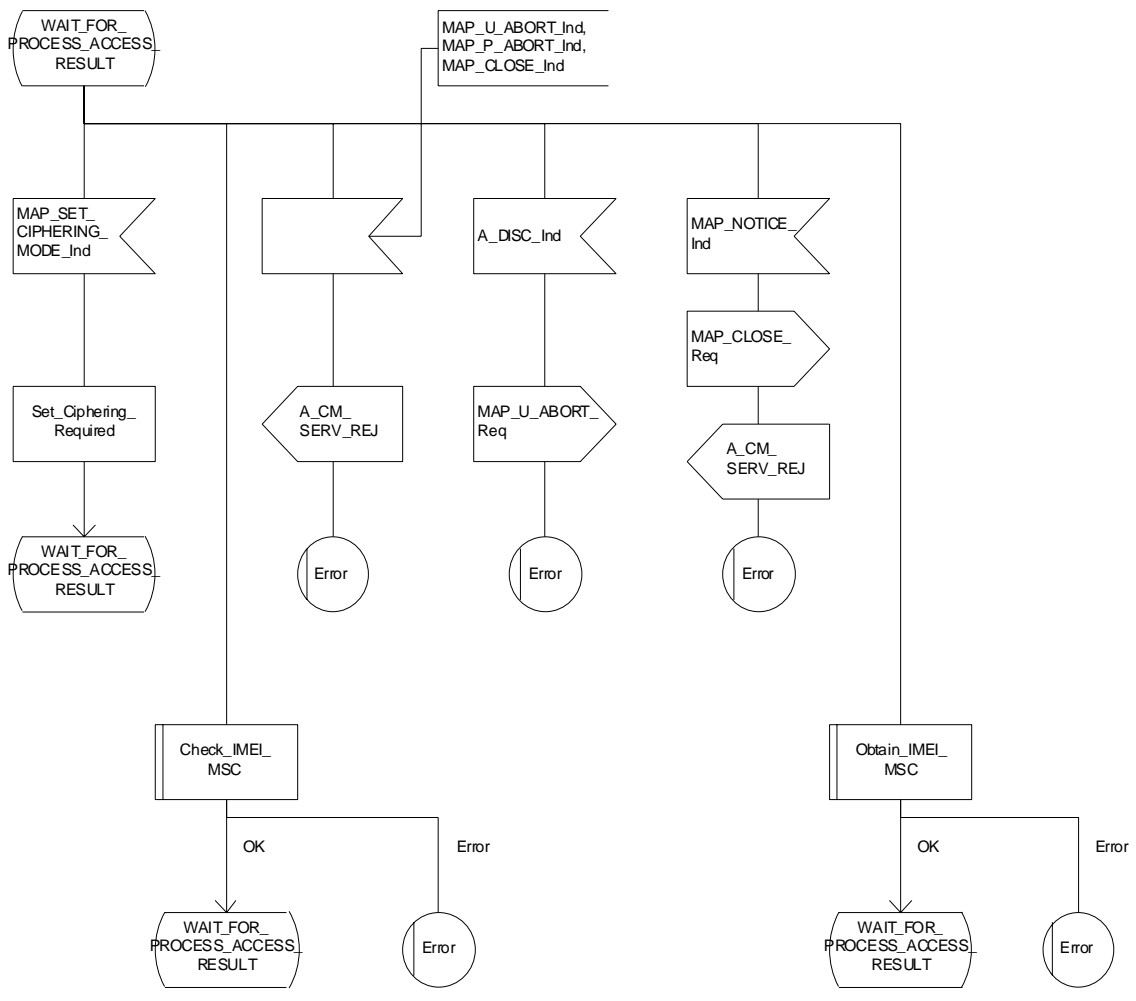 WAIT_FOR_
PROCESS_ACCESS_
RESULT
MAP_U_ABORT_Ind,
MAP_P_ABORT_Ind,
MAP_CLOSE_Ind
MAP_SET_
CIPHERING_
MODE_Ind
A_DISC_Ind
MAP_NOTICE_
Ind
MAP_CLOSE_
Req
Set_Ciphering_
Required
A_CM_
SERV_REJ
MAP_U_ABORT_
Req
A_CM_
SERV_REJ
WAIT_FOR_
PROCESS_ACCESS_
RESULT
Error
Error
Error
Check_IMEI_
MSC
Obtain_IMEI_
MSC
OK
Error
OK
Error
WAIT_FOR_
PROCESS_ACCESS_
RESULT
Error
WAIT_FOR_
PROCESS_ACCESS_
RESULT
Error